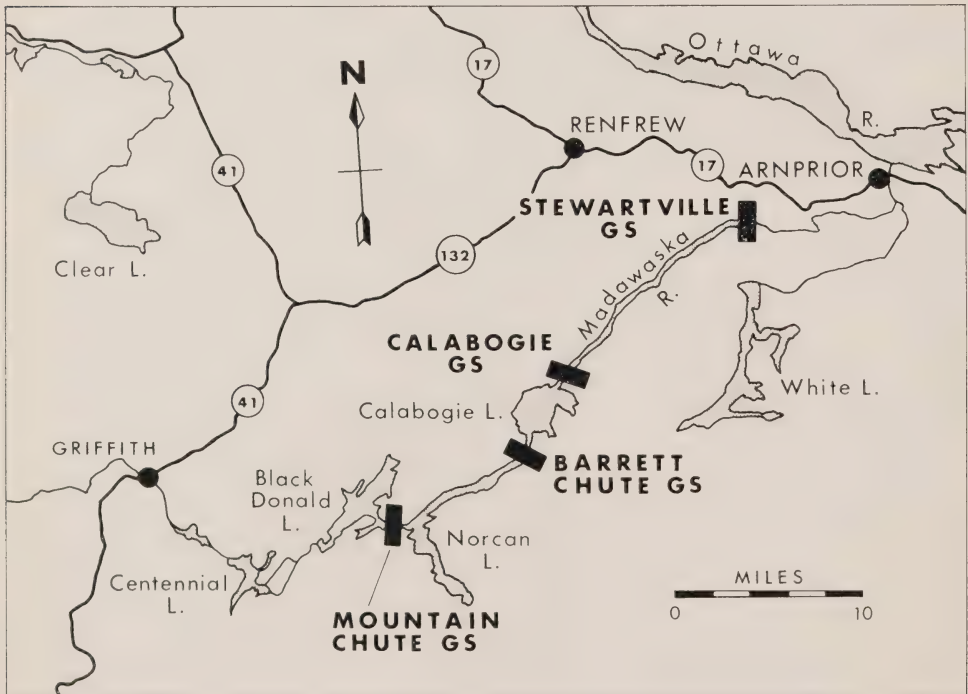 Ottawa
R.
N
17
RENFREW
17
ARNPRIOR
41
STEWARTVILLE
GS
Clear L.
132
Madawaska
R.
CALABOGIE
GS
White L.
Calabogie L.
41
GRIFFITH
BARRETT
CHUTE GS
Black
Donald
L.
Norcan
L.
Centennial
L.
MILES
0 10
MOUNTAIN
CHUTE GS